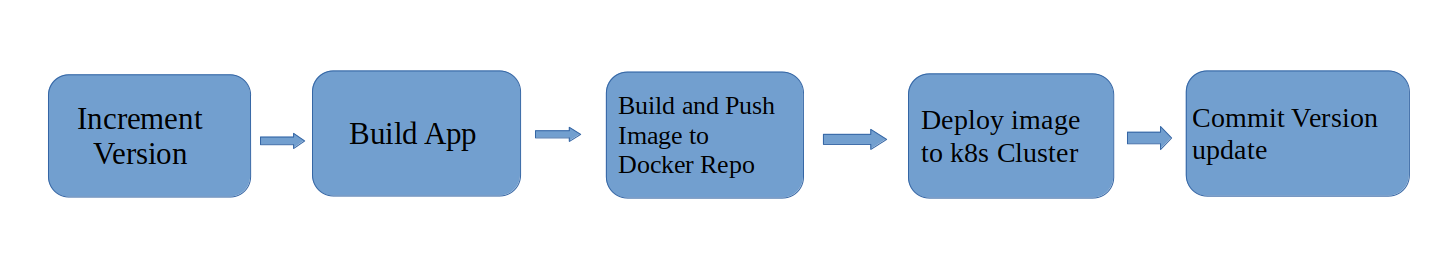 Increment
Version
Build App
Build and Push
Image to
Docker Repo
Deploy image
to k8s Cluster
Commit Version
update